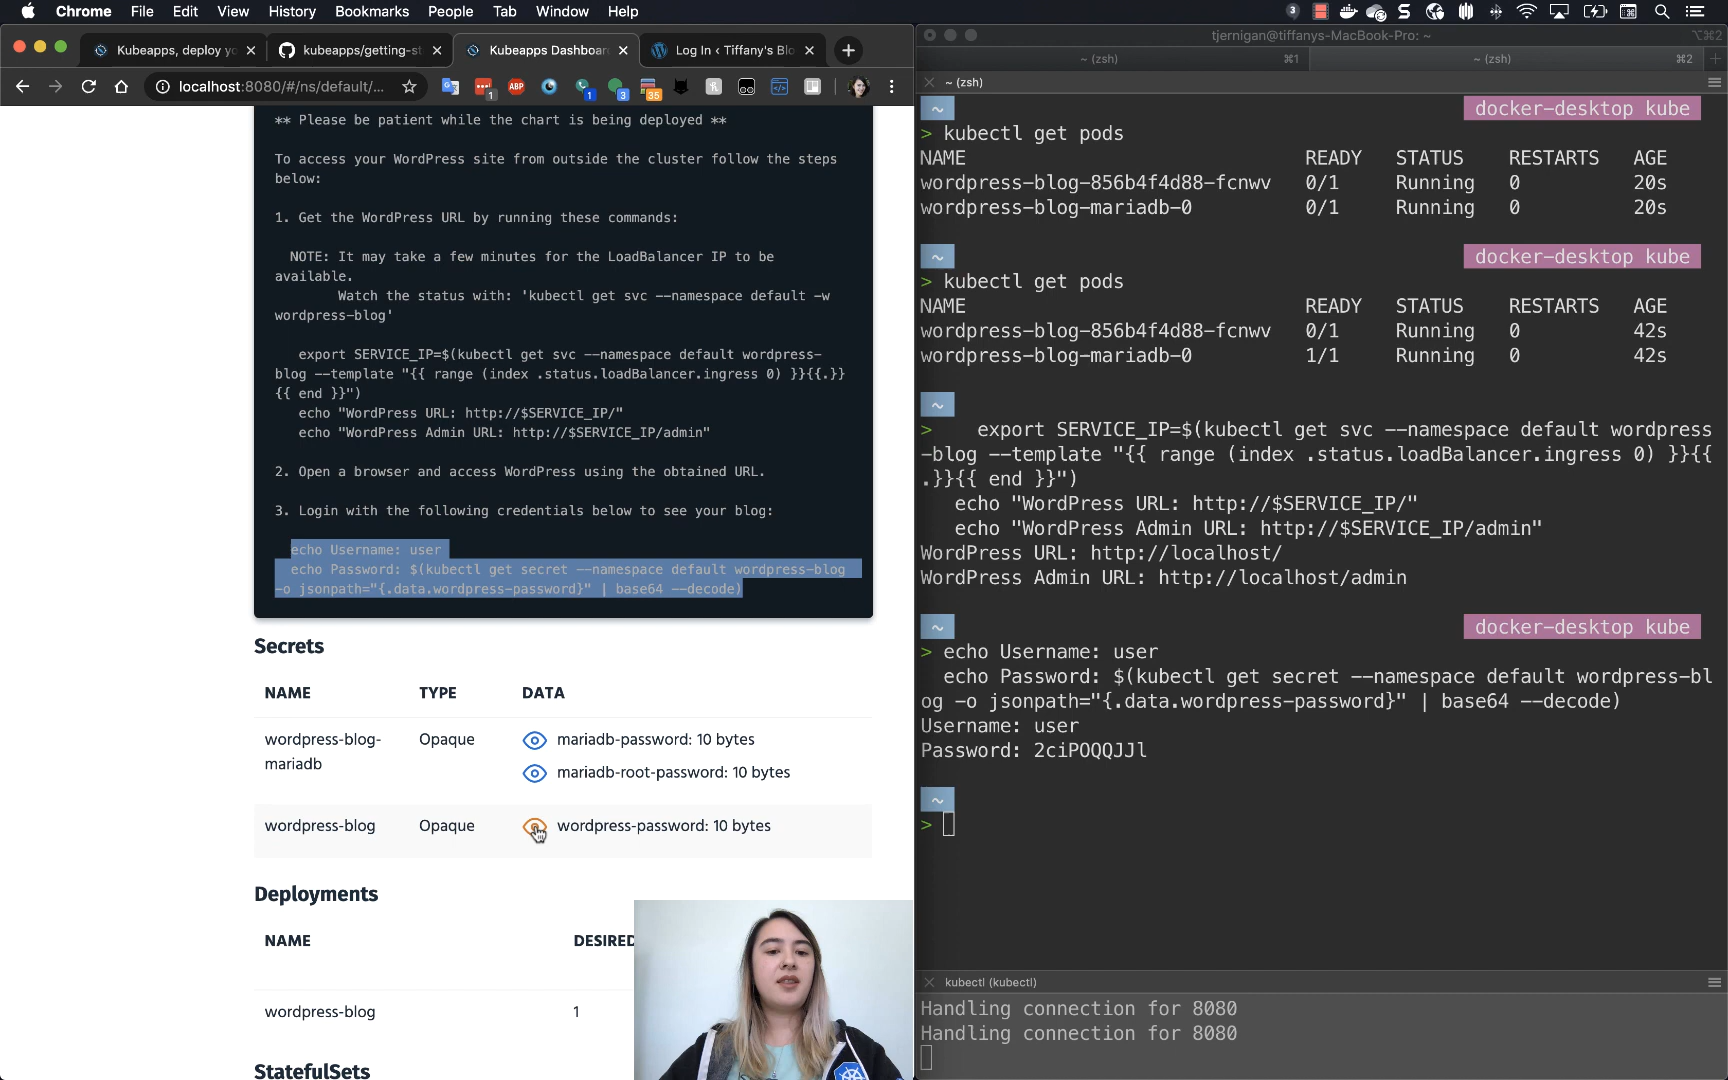 Chrome File Edit View History Bookmarks People Tab Window Help
3
Kubeapps, deploy yo
kubeapps/getting-st
Kubeapps Dashboar
Log In ‹ Tiffany's Blo
localhost:8080/#/ns/default/...
1
ABP
1
3
35
** Please be patient while the chart is being deployed **
To access your WordPress site from outside the cluster follow the steps
below:
1. Get the WordPress URL by running these commands:
NOTE: It may take a few minutes for the LoadBalancer IP to be
available.
Watch the status with: 'kubectl get svc --namespace default -w
wordpress-blog'
export SERVICE_IP=$(kubectl get svc --namespace default wordpress-
blog --template "{{ range (index .status.loadBalancer.ingress 0) }}{{.}}
{{ end }}")
echo "WordPress URL: http://$SERVICE_IP/"
echo "WordPress Admin URL: http://$SERVICE_IP/admin"
2. Open a browser and access WordPress using the obtained URL.
3. Login with the following credentials below to see your blog:
echo Username: user
echo Password: $(kubectl get secret --namespace default wordpress-blog
-o jsonpath="{.data.wordpress-password}" | base64 --decode)
Secrets
NAME TYPE DATA
wordpress-blog-
mariadb
Opaque
mariadb-password: 10 bytes
mariadb-root-password: 10 bytes
wordpress-blog Opaque wordpress-password: 10 bytes
Deployments
NAME DESIRED
wordpress-blog 1
StatefulSets
tjernigan@tiffanys-MacBook-Pro: ~
⌥⌘2
~ (zsh) ⌘1 ~ (zsh) ⌘2
~ (zsh)
~ docker-desktop kube
> kubectl get pods
NAME READY STATUS RESTARTS AGE
wordpress-blog-856b4f4d88-fcnwv 0/1 Running 0 20s
wordpress-blog-mariadb-0 0/1 Running 0 20s
~ docker-desktop kube
> kubectl get pods
NAME READY STATUS RESTARTS AGE
wordpress-blog-856b4f4d88-fcnwv 0/1 Running 0 42s
wordpress-blog-mariadb-0 1/1 Running 0 42s
~
> export SERVICE_IP=$(kubectl get svc --namespace default wordpress
-blog --template "{{ range (index .status.loadBalancer.ingress 0) }}{{
.}}{{ end }}")
echo "WordPress URL: http://$SERVICE_IP/"
echo "WordPress Admin URL: http://$SERVICE_IP/admin"
WordPress URL: http://localhost/
WordPress Admin URL: http://localhost/admin
~ docker-desktop kube
> echo Username: user
echo Password: $(kubectl get secret --namespace default wordpress-bl
og -o jsonpath="{.data.wordpress-password}" | base64 --decode)
Username: user
Password: 2ciPOQQJJl
~
>
kubectl (kubectl)
Handling connection for 8080
Handling connection for 8080